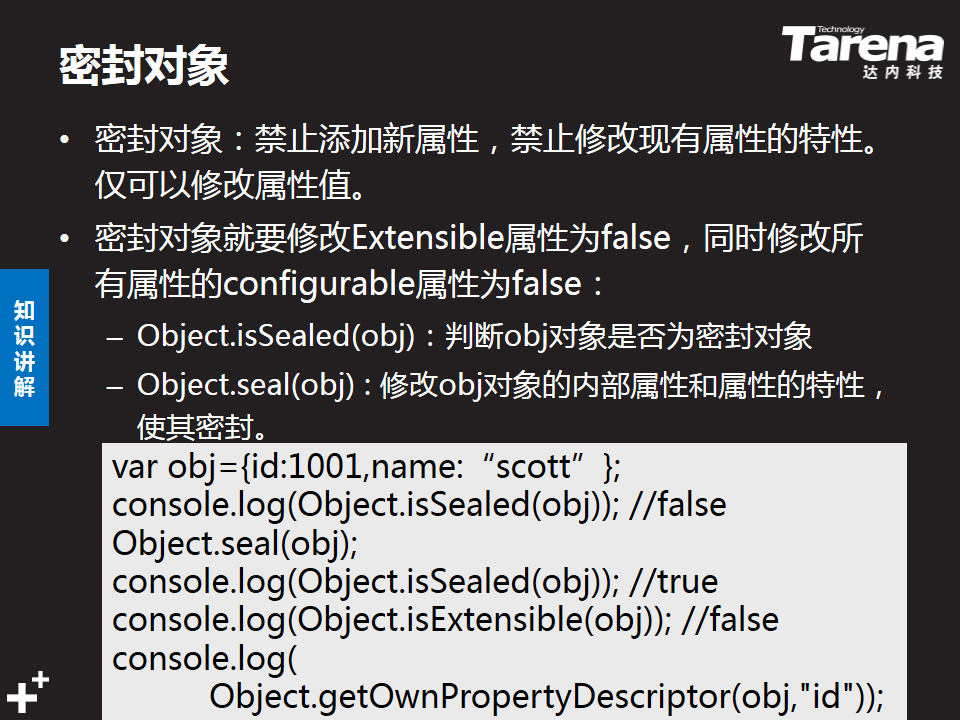 密封对象
Technology
Tarena
达内科技
• 密封对象：禁止添加新属性，禁止修改现有属性的特性。
仅可以修改属性值。
• 密封对象就要修改Extensible属性为false，同时修改所
有属性的configurable属性为false：
– Object.isSealed(obj)：判断obj对象是否为密封对象
– Object.seal(obj) : 修改obj对象的内部属性和属性的特性，
使其密封。
知识讲解
var obj={id:1001,name:“scott”};
console.log(Object.isSealed(obj)); //false
Object.seal(obj);
console.log(Object.isSealed(obj)); //true
console.log(Object.isExtensible(obj)); //false
console.log(
Object.getOwnPropertyDescriptor(obj,"id"));